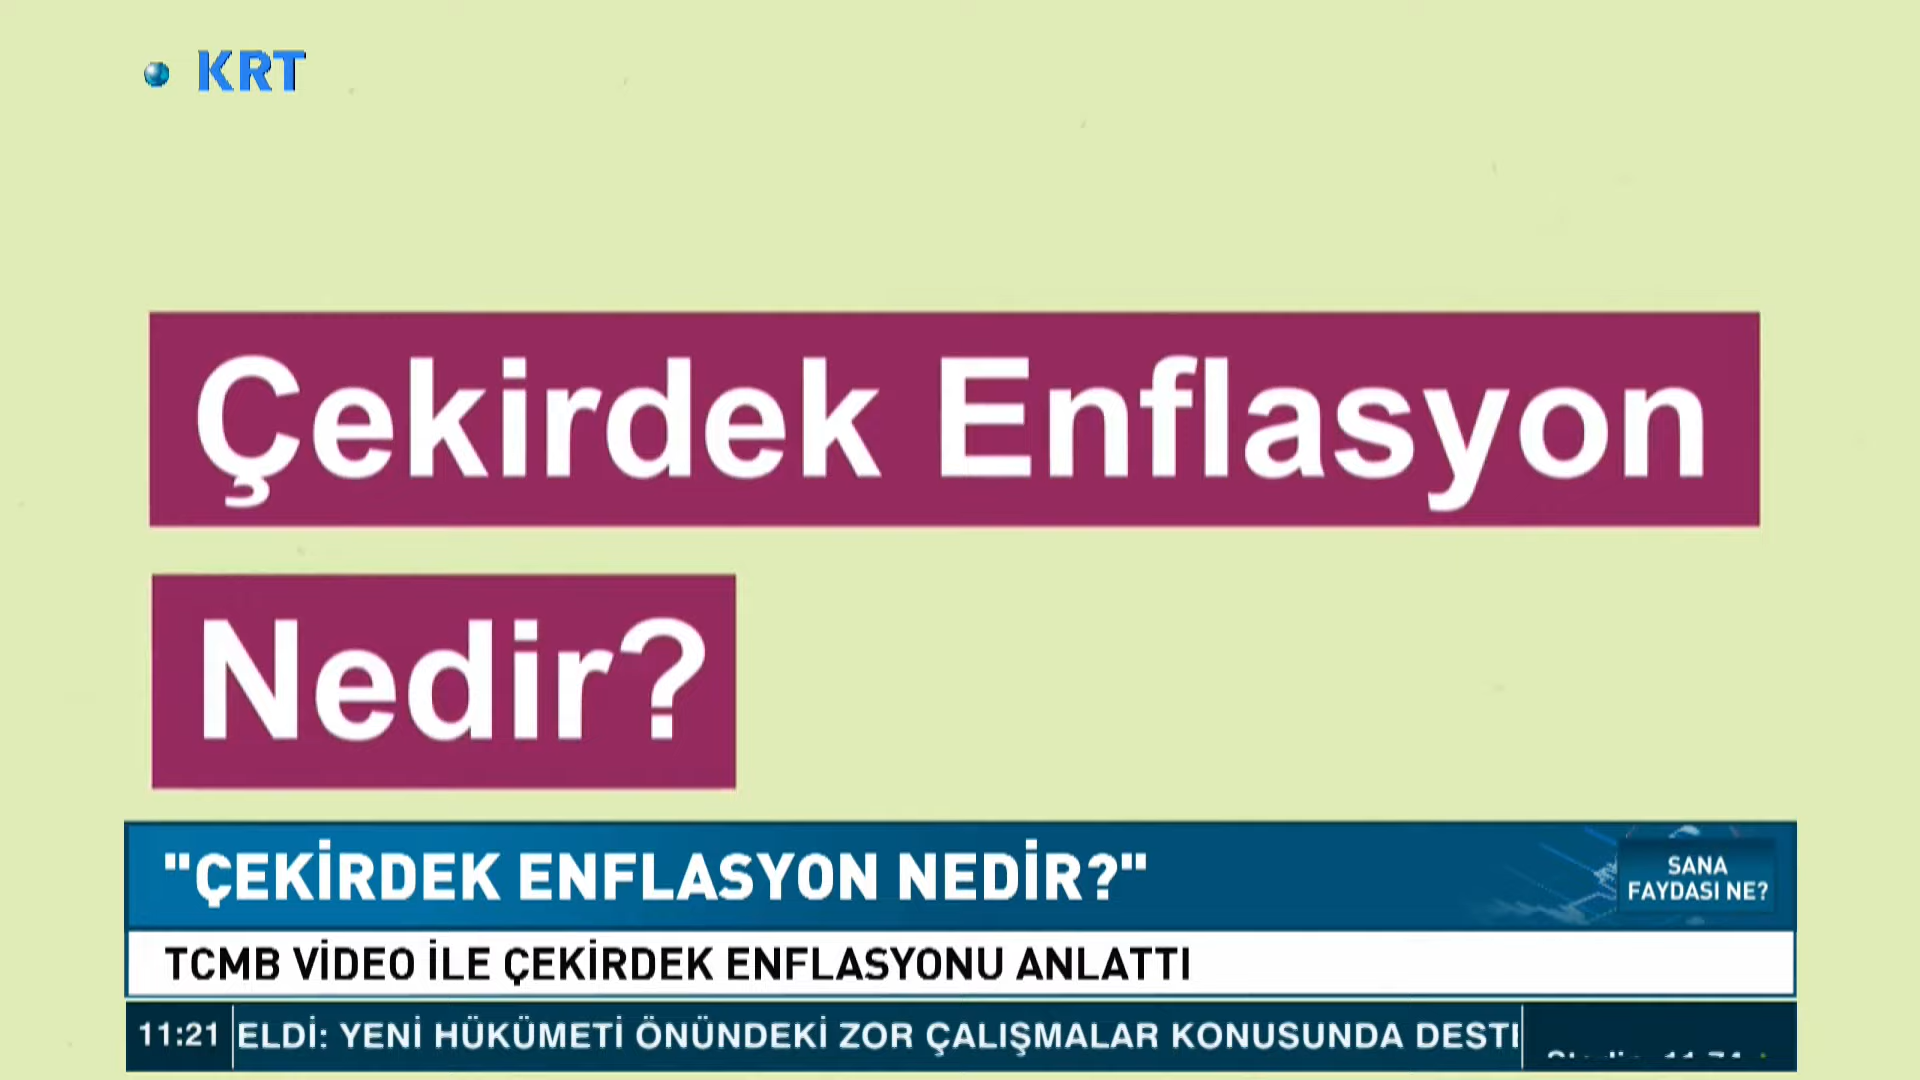 KRT
Çekirdek Enflasyon
Nedir?
"ÇEKİRDEK ENFLASYON NEDİR?"
SANA
FAYDASI NE?
TCMB VİDEO İLE ÇEKİRDEK ENFLASYONU ANLATTI
11:21 ELDİ: YENİ HÜKÜMETİ ÖNÜNDEKİ ZOR ÇALIŞMALAR KONUSUNDA DESTI